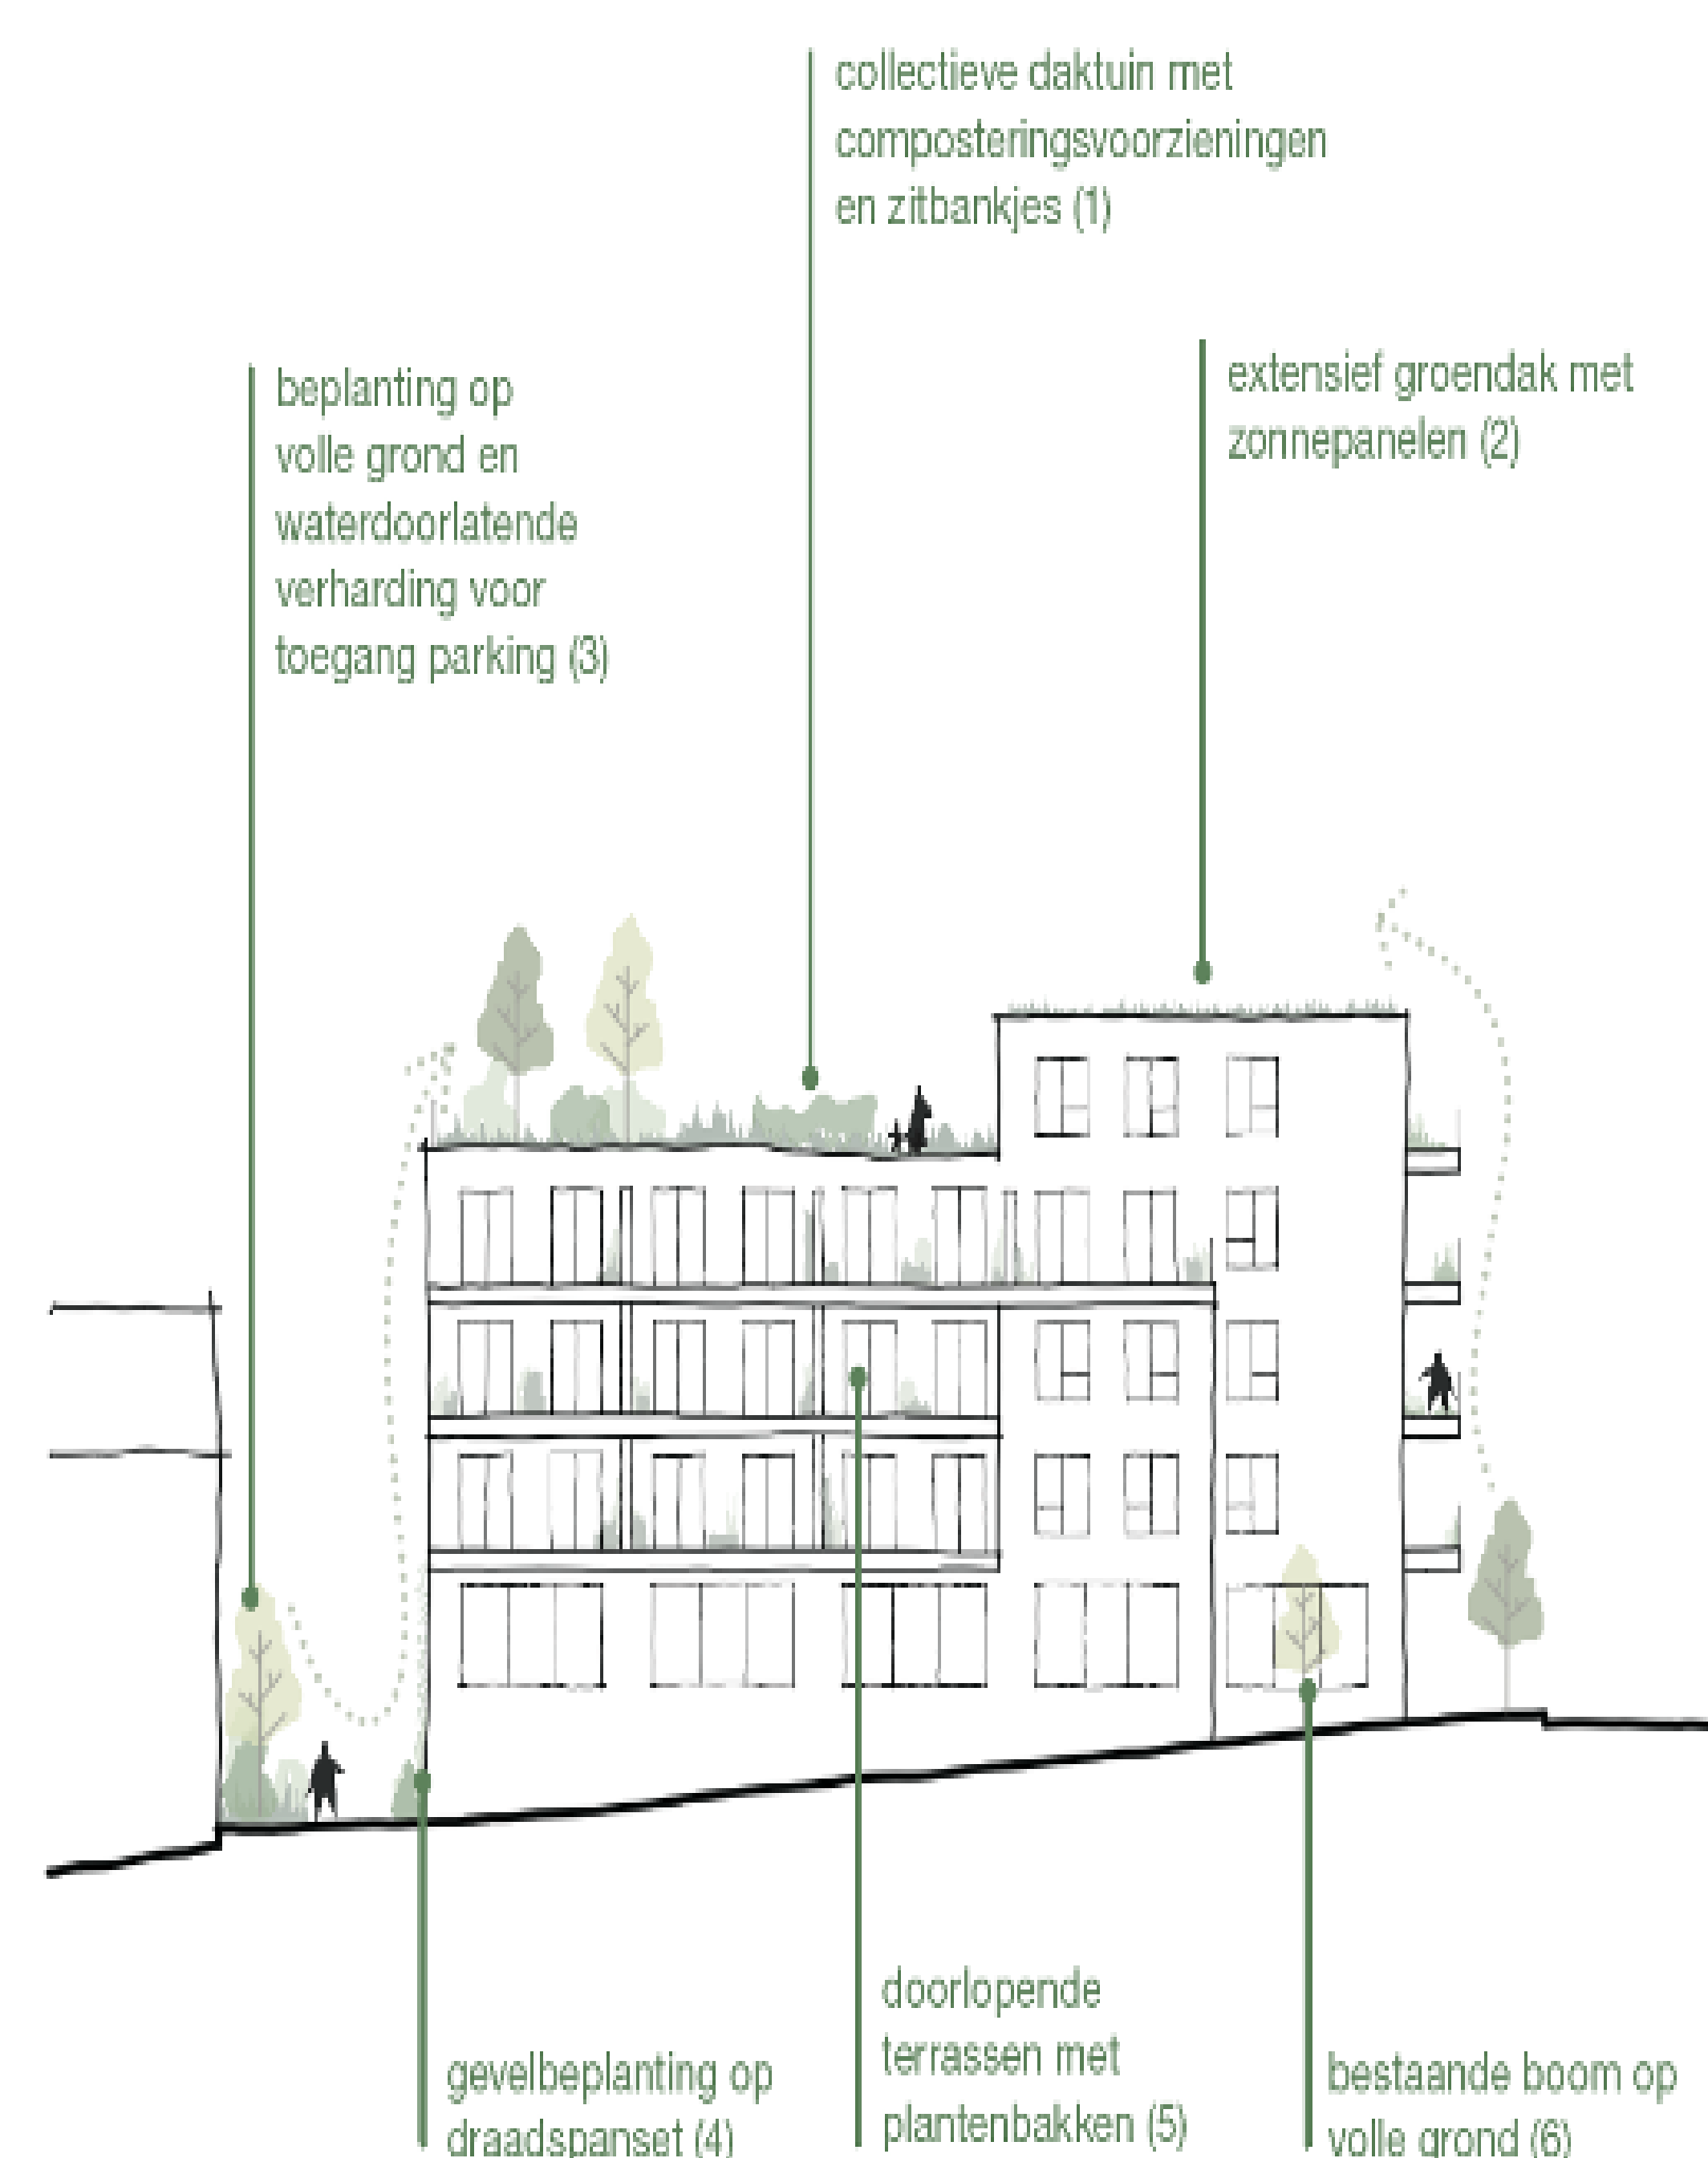 collectieve daktuin met
composteringsvoorzieningen
en zitbankjes (1)
extensief groendak met
zonnepanelen (2)
beplanting op
volle grond en
waterdoorlatende
verharding voor
toegang parking (3)
gevelbeplanting op
draadspanset (4)
doorlopende
terrassen met
plantenbakken (5)
bestaande boom op
volle grond (6)